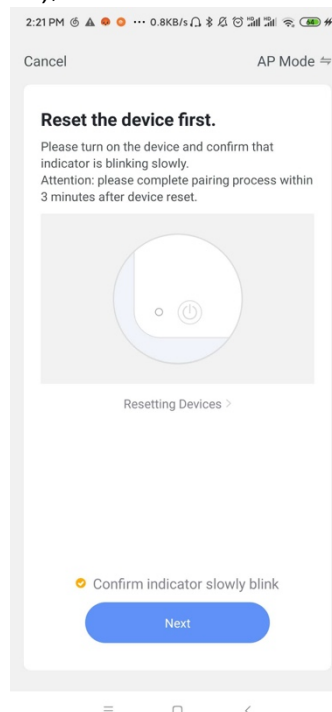 2:21 PM ··· 0.8KB/s 64
Cancel AP Mode
Reset the device first.
Please turn on the device and confirm that
indicator is blinking slowly.
Attention: please complete pairing process within
3 minutes after device reset.
Resetting Devices >
Confirm indicator slowly blink
Next